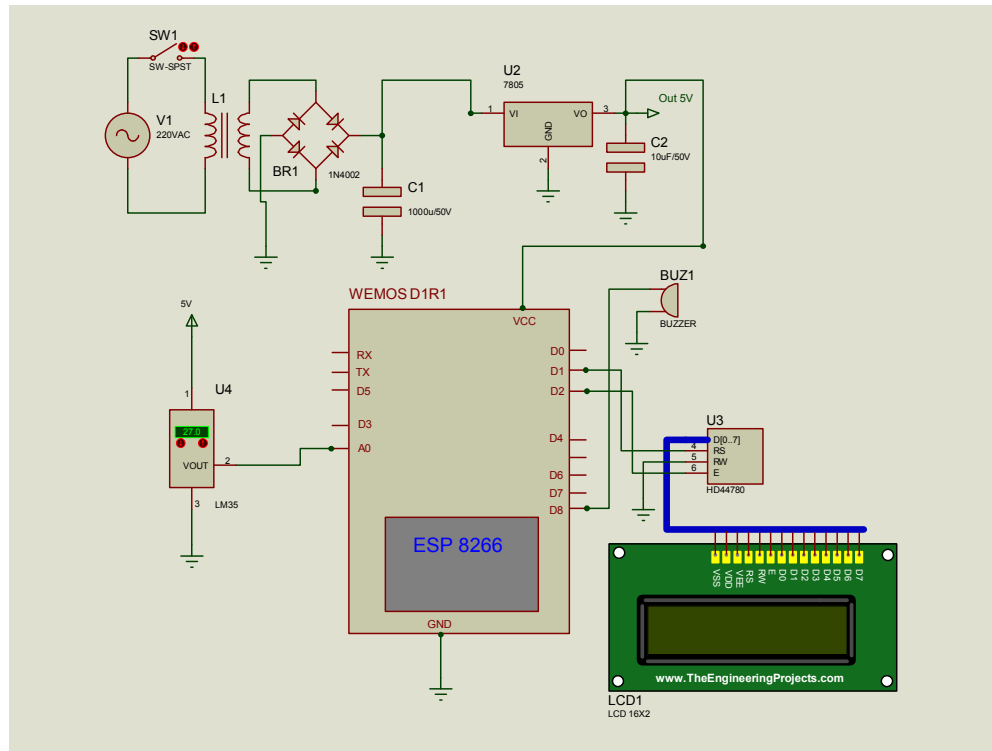 SW1
SW-SPST
L1
V1
220VAC
BR1
1N4002
C1
1000u/50V
U2
7805
1
VI
VO
3
GND
2
Out 5V
C2
10uF/50V
WEMOS D1R1
VCC
BUZ1
BUZZER
5V
1
U4
27.0
VOUT
2
3
LM35
RX
TX
D5
D3
A0
D0
D1
D2
D4
D6
D7
D8
ESP 8266
GND
U3
D[0..7]
4
RS
5
RW
6
E
HD44780
VSS
VDD
VEE
RS
RW
E
D0
D1
D2
D3
D4
D5
D6
D7
www.TheEngineeringProjects.com
LCD1
LCD 16X2